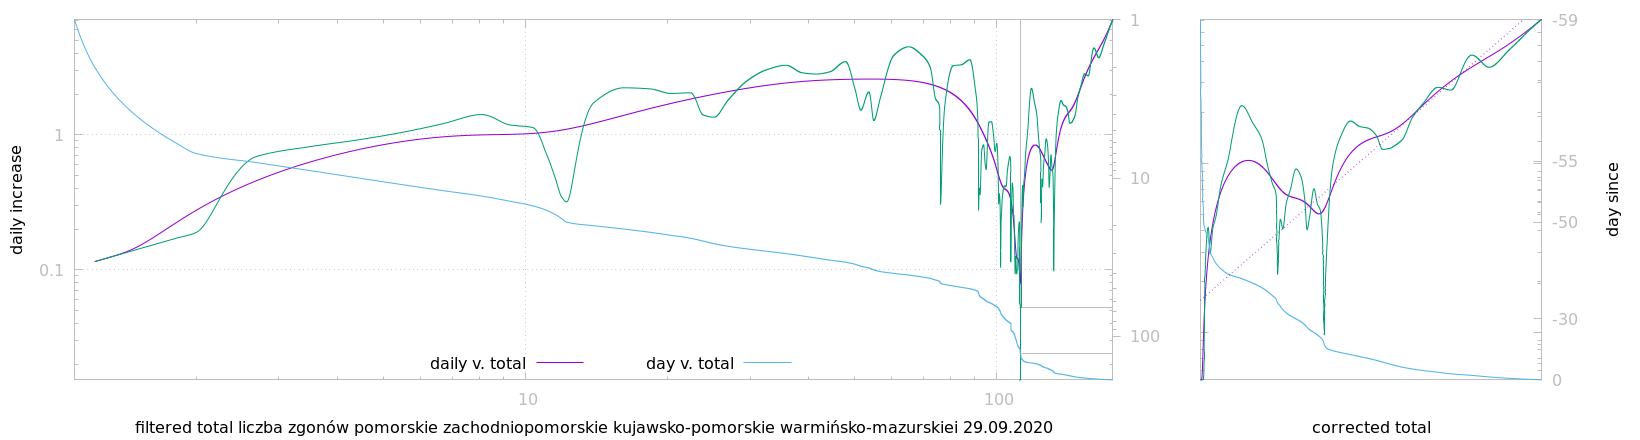 1
-59
1
daily increase
-55
10
day since
-50
0.1
-30
100
daily v. total
day v. total
0
10
100
filtered total liczba zgonów pomorskie zachodniopomorskie kujawsko-pomorskie warmińsko-mazurskiei 29.09.2020
corrected total